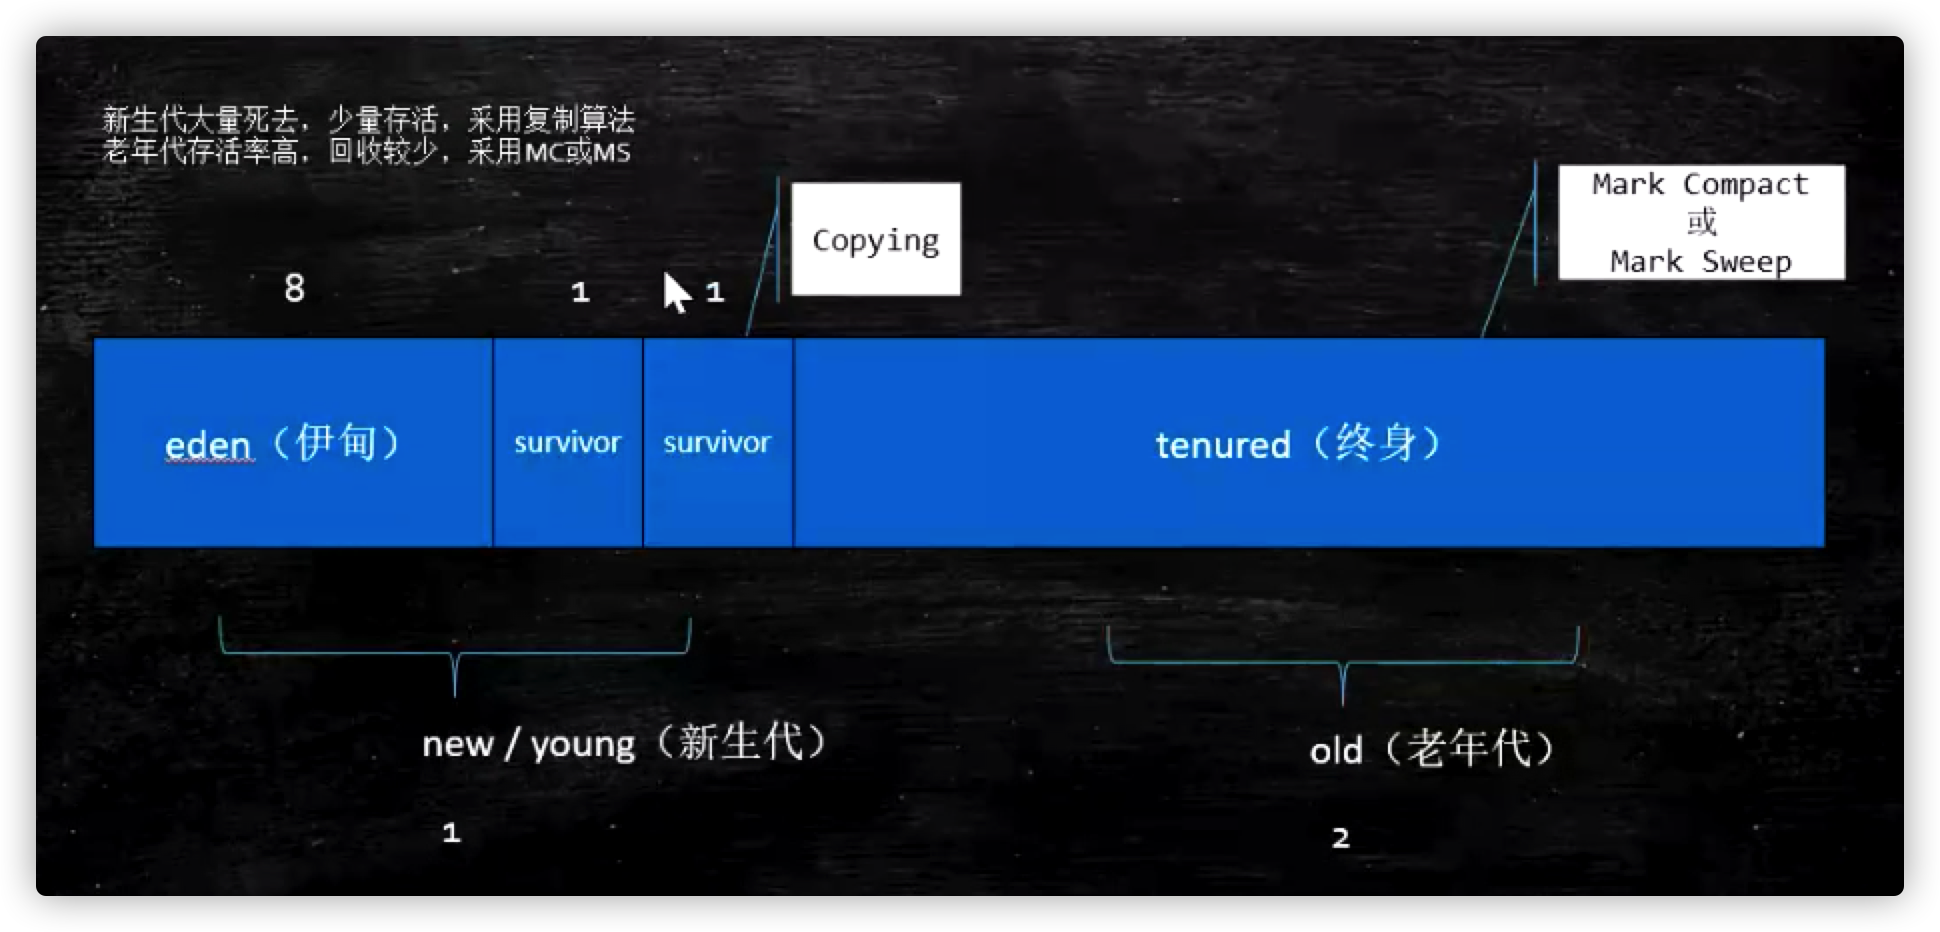 新生代大量死去，少量存活，采用复制算法
老年代存活率高，回收较少，采用MC或MS
Copying
Mark Compact
或
Mark Sweep
8
1
1
eden（伊甸）
survivor
survivor
tenured（终身）
new / young（新生代）
old（老年代）
1
2